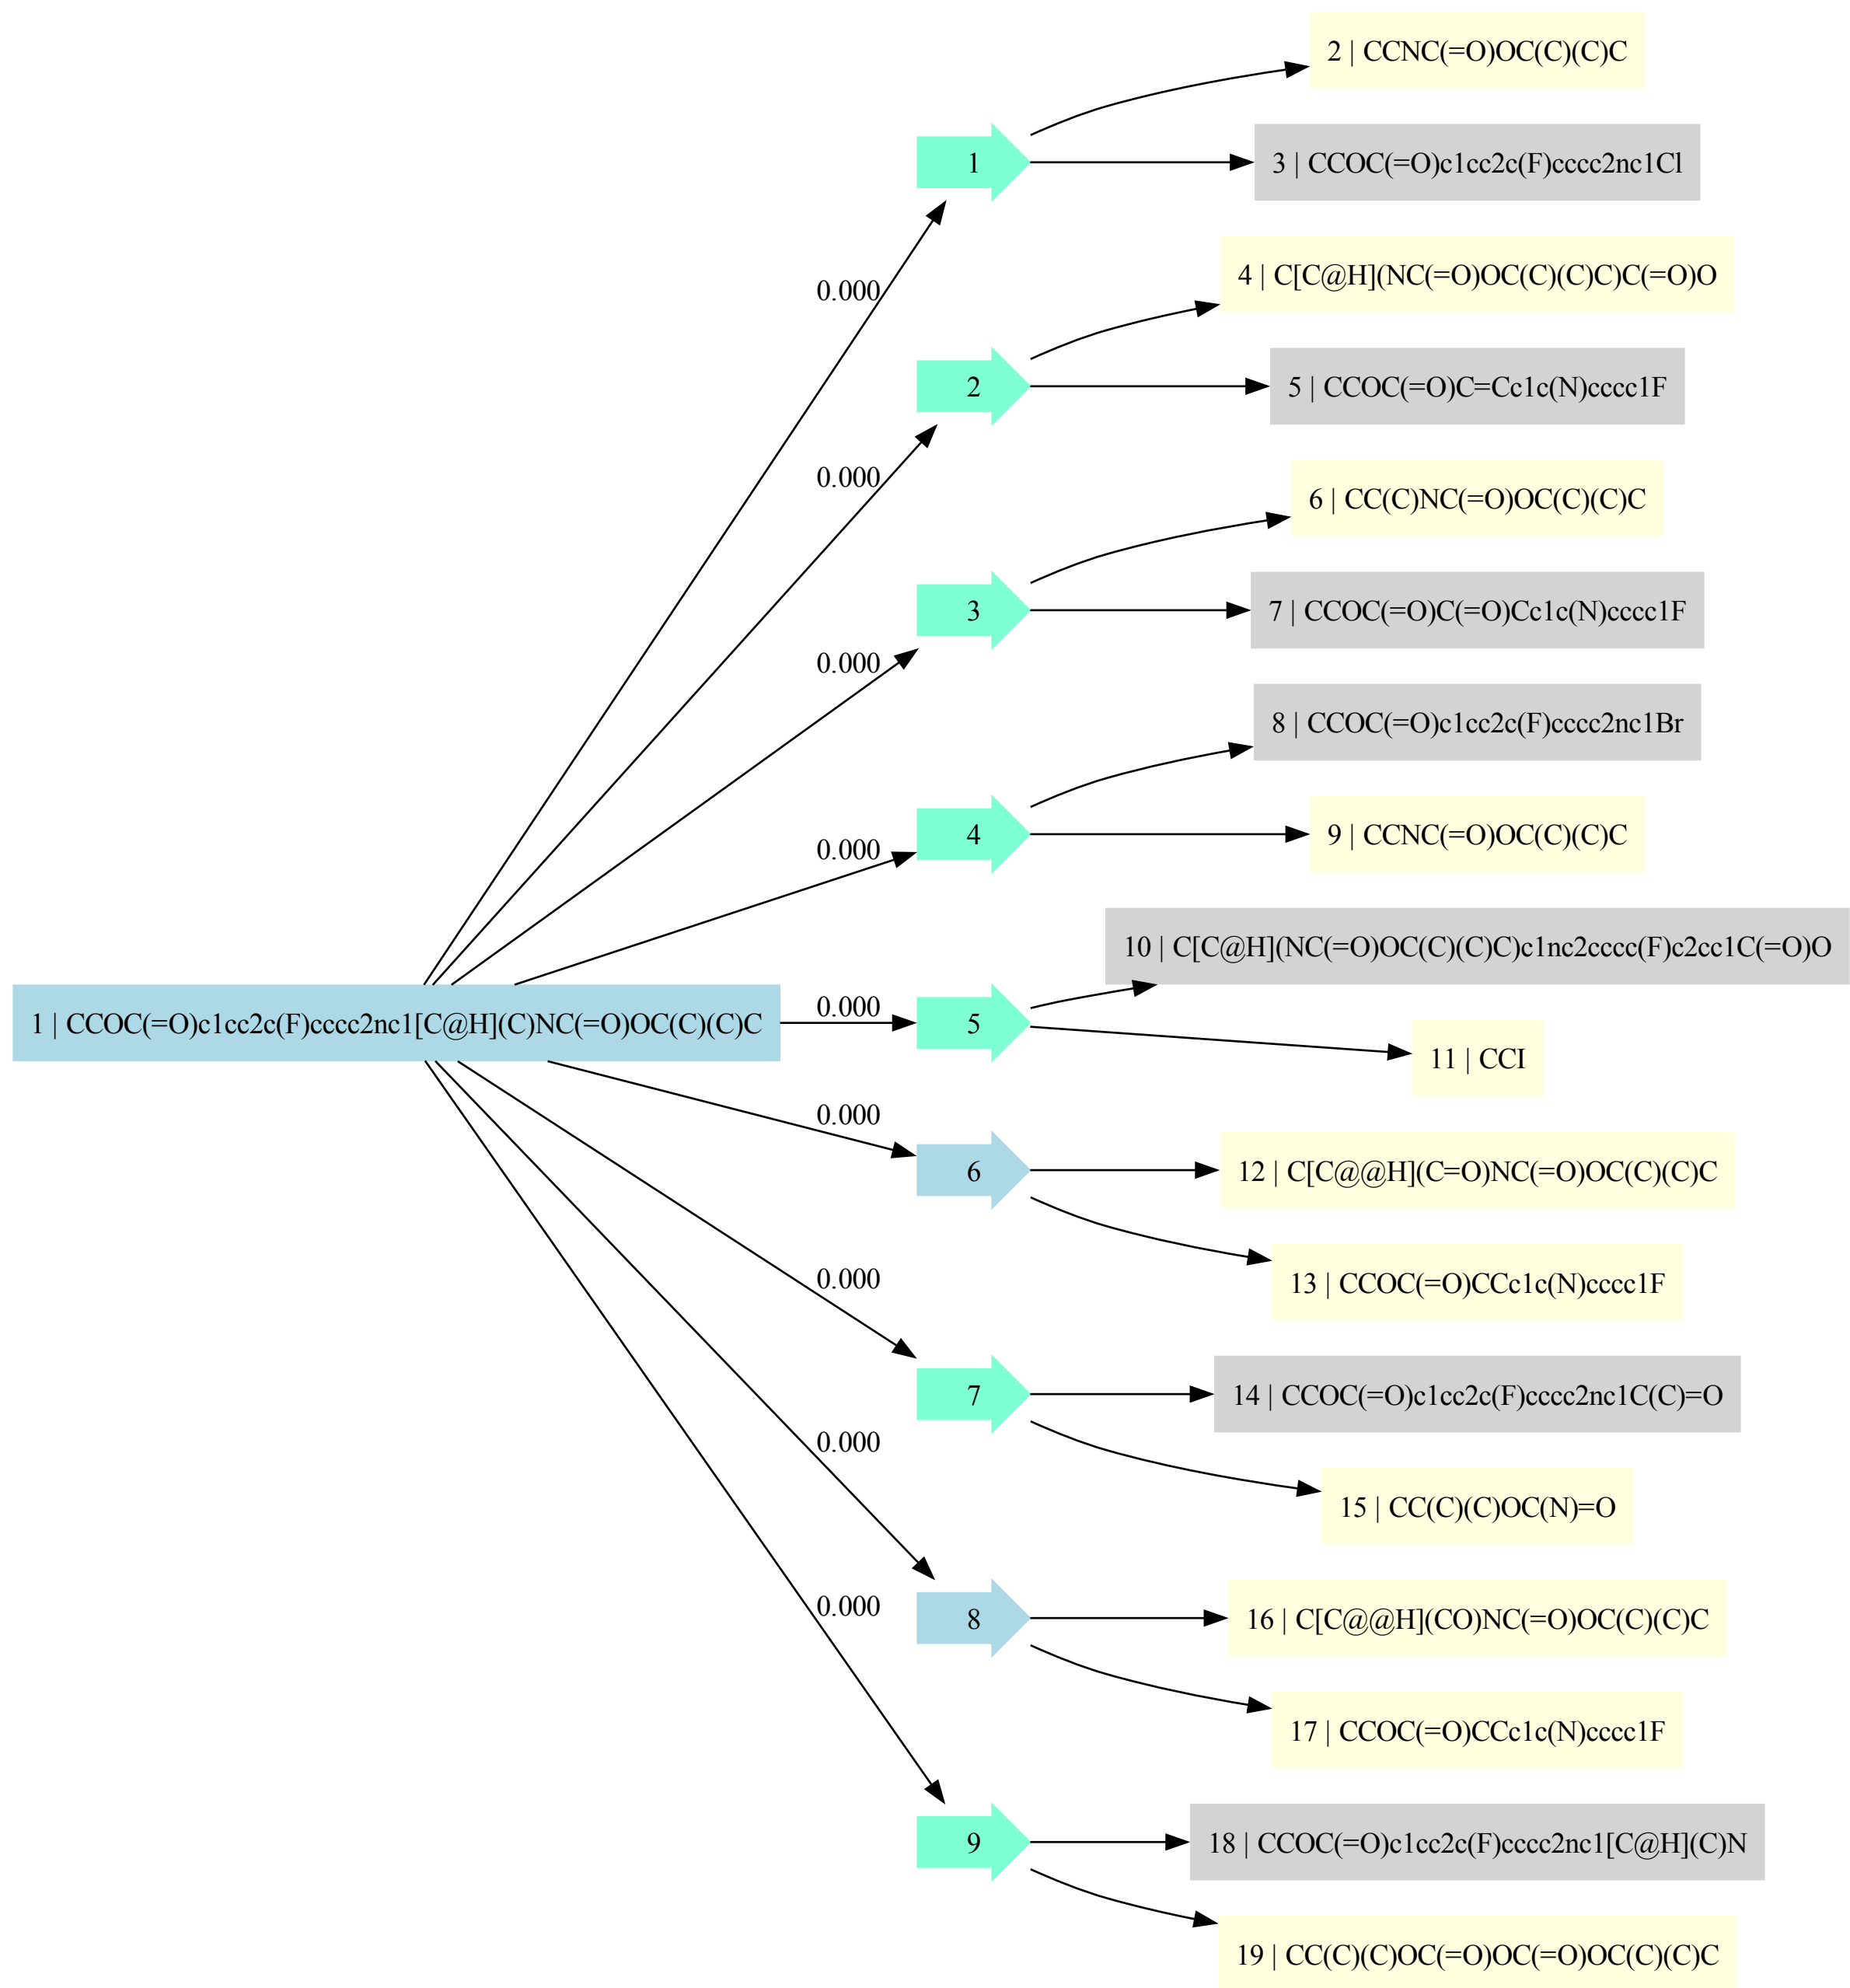 2 | CCNC(=O)OC(C)(C)C
1
3 | CCOC(=O)c1cc2c(F)cccc2nc1Cl
4 | C[C@H](NC(=O)OC(C)(C)C)C(=O)O
0.000
2
5 | CCOC(=O)C=Cc1c(N)cccc1F
0.000
6 | CC(C)NC(=O)OC(C)(C)C
3
7 | CCOC(=O)C(=O)Cc1c(N)cccc1F
0.000
8 | CCOC(=O)c1cc2c(F)cccc2nc1Br
4
9 | CCNC(=O)OC(C)(C)C
0.000
10 | C[C@H](NC(=O)OC(C)(C)C)c1nc2cccc(F)c2cc1C(=O)O
0.000
1 | CCOC(=O)c1cc2c(F)cccc2nc1[C@H](C)NC(=O)OC(C)(C)C
5
11 | CCI
0.000
6
12 | C[C@@H](C=O)NC(=O)OC(C)(C)C
13 | CCOC(=O)CCc1c(N)cccc1F
0.000
7
14 | CCOC(=O)c1cc2c(F)cccc2nc1C(C)=O
0.000
15 | CC(C)(C)OC(N)=O
0.000
8
16 | C[C@@H](CO)NC(=O)OC(C)(C)C
17 | CCOC(=O)CCc1c(N)cccc1F
9
18 | CCOC(=O)c1cc2c(F)cccc2nc1[C@H](C)N
19 | CC(C)(C)OC(=O)OC(=O)OC(C)(C)C